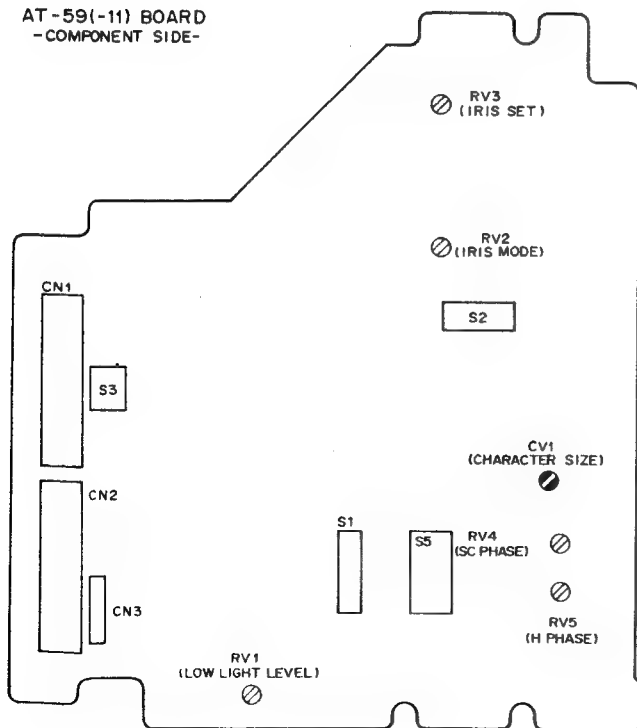 AT-59(-11) BOARD
-COMPONENT SIDE-
RV3
(IRIS SET)
RV2
(IRIS MODE)
CN1
S2
S3
CV1
(CHARACTER SIZE)
CN2
S1
S5
RV4
(SC PHASE)
CN3
RV5
(H PHASE)
RV1
(LOW LIGHT LEVEL)